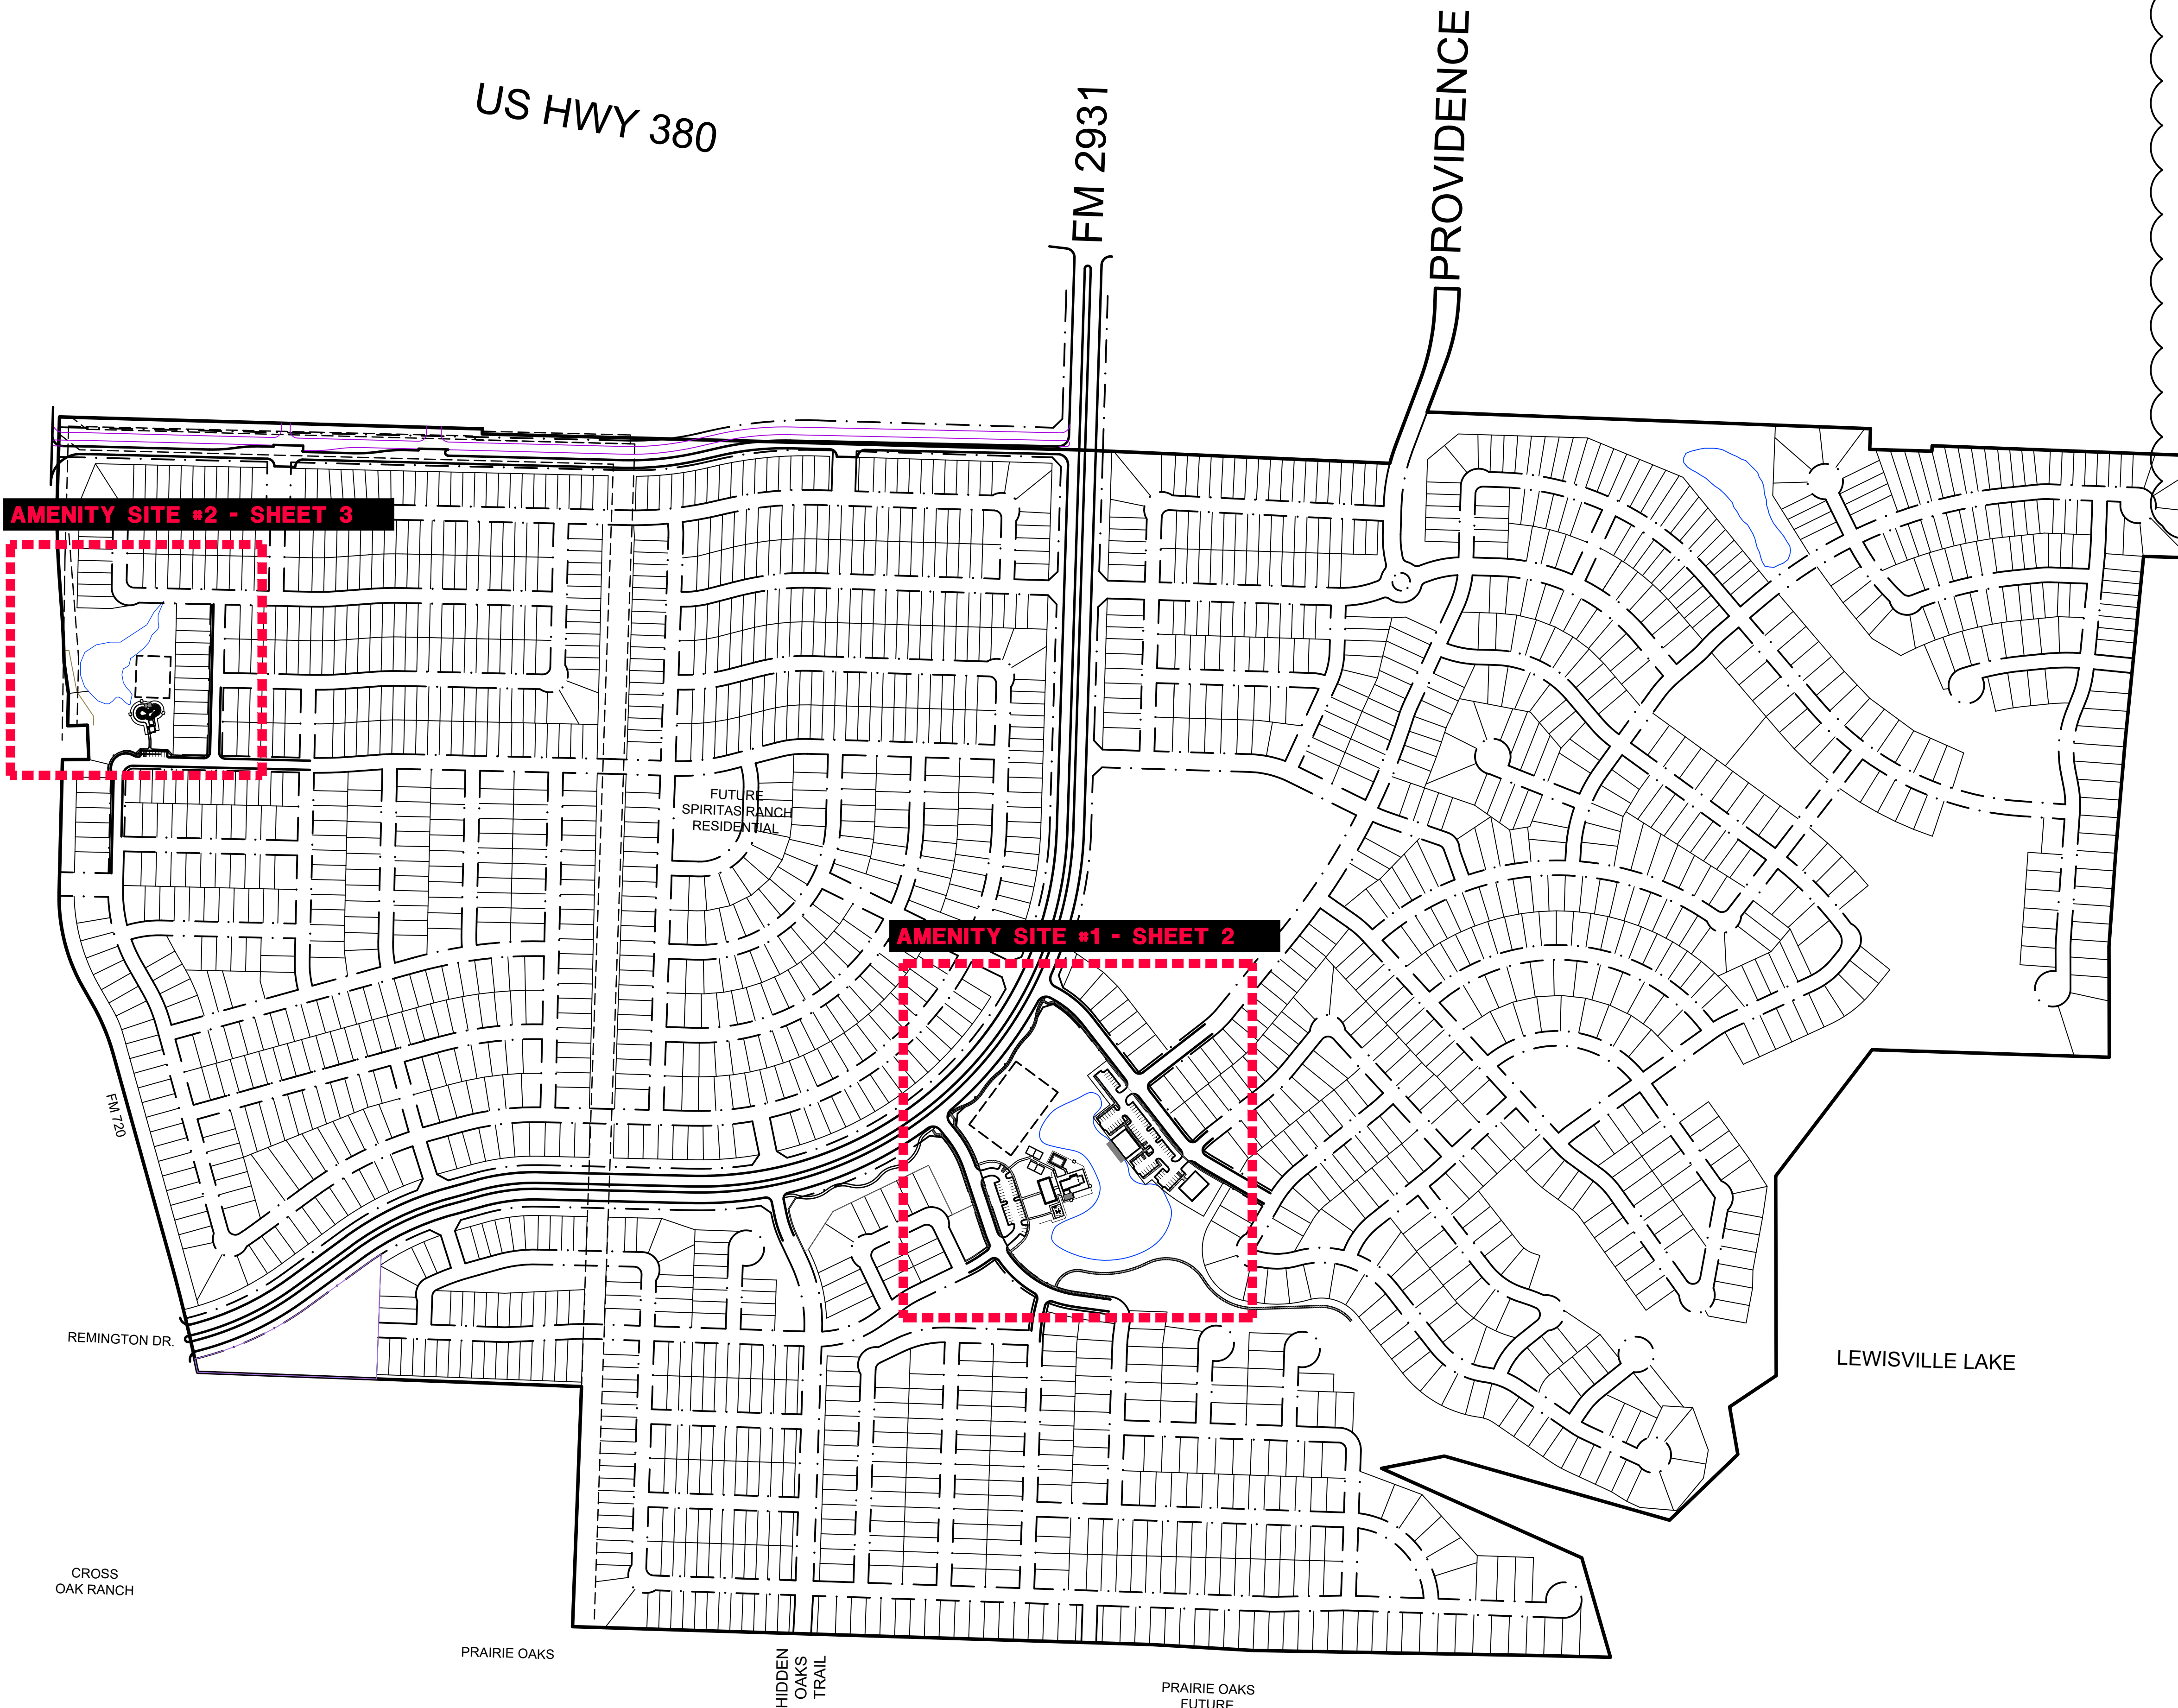 PROVIDENCE
US HWY 380
FM 2931
AMENITY SITE #2 - SHEET 3
FUTURE
SPIRITAS RANCH
RESIDENTIAL
AMENITY SITE #1 - SHEET 2
FM 720
REMINGTON DR.
LEWISVILLE LAKE
CROSS
OAK RANCH
PRAIRIE OAKS
HIDDEN
OAKS
TRAIL
PRAIRIE OAKS
FUTURE